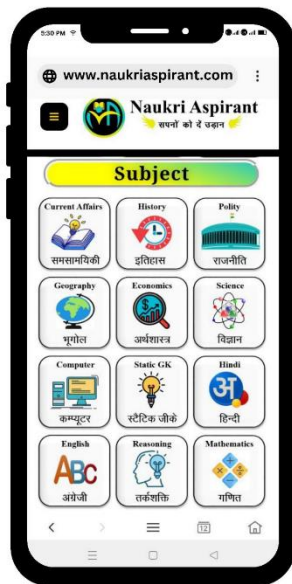 5:30 PM
www.naukriaspirant.com
Naukri Aspirant
सपनों को दें उड़ान
Subject
Current Affairs
समसामयिकी
History
इतिहास
Polity
राजनीति
Geography
भूगोल
Economics
अर्थशास्त्र
Science
विज्ञान
Computer
कम्प्यूटर
Static GK
स्टैटिक जीके
Hindi
अ
हिन्दी
English
ABC
अंग्रेजी
Reasoning
तर्कशक्ति
Mathematics
गणित
12